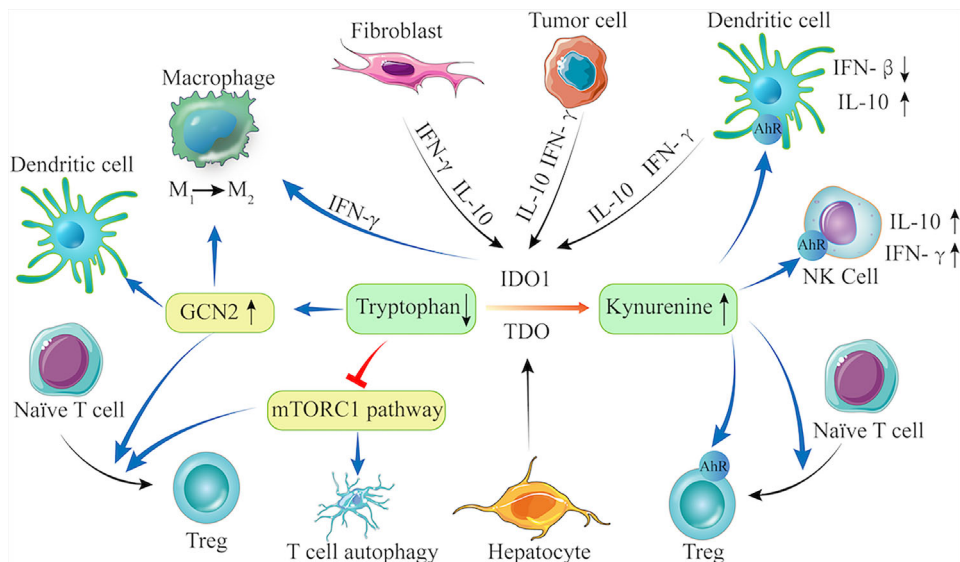 Fibroblast
Tumor cell
Dendritic cell
Macrophage
IFN- β ↓
IL-10 ↑
AhR
Dendritic cell
M1→M2
IFN-γ IL-10
IL-10 IFN- γ
IL-10 IFN- γ
IFN-γ
AhR
IL-10 ↑
IFN- γ ↑
NK Cell
IDO1
GCN2 ↑
Tryptophan ↓
Kynurenine ↑
TDO
Naïve T cell
mTORC1 pathway
Naïve T cell
AhR
Treg
T cell autophagy
Hepatocyte
Treg